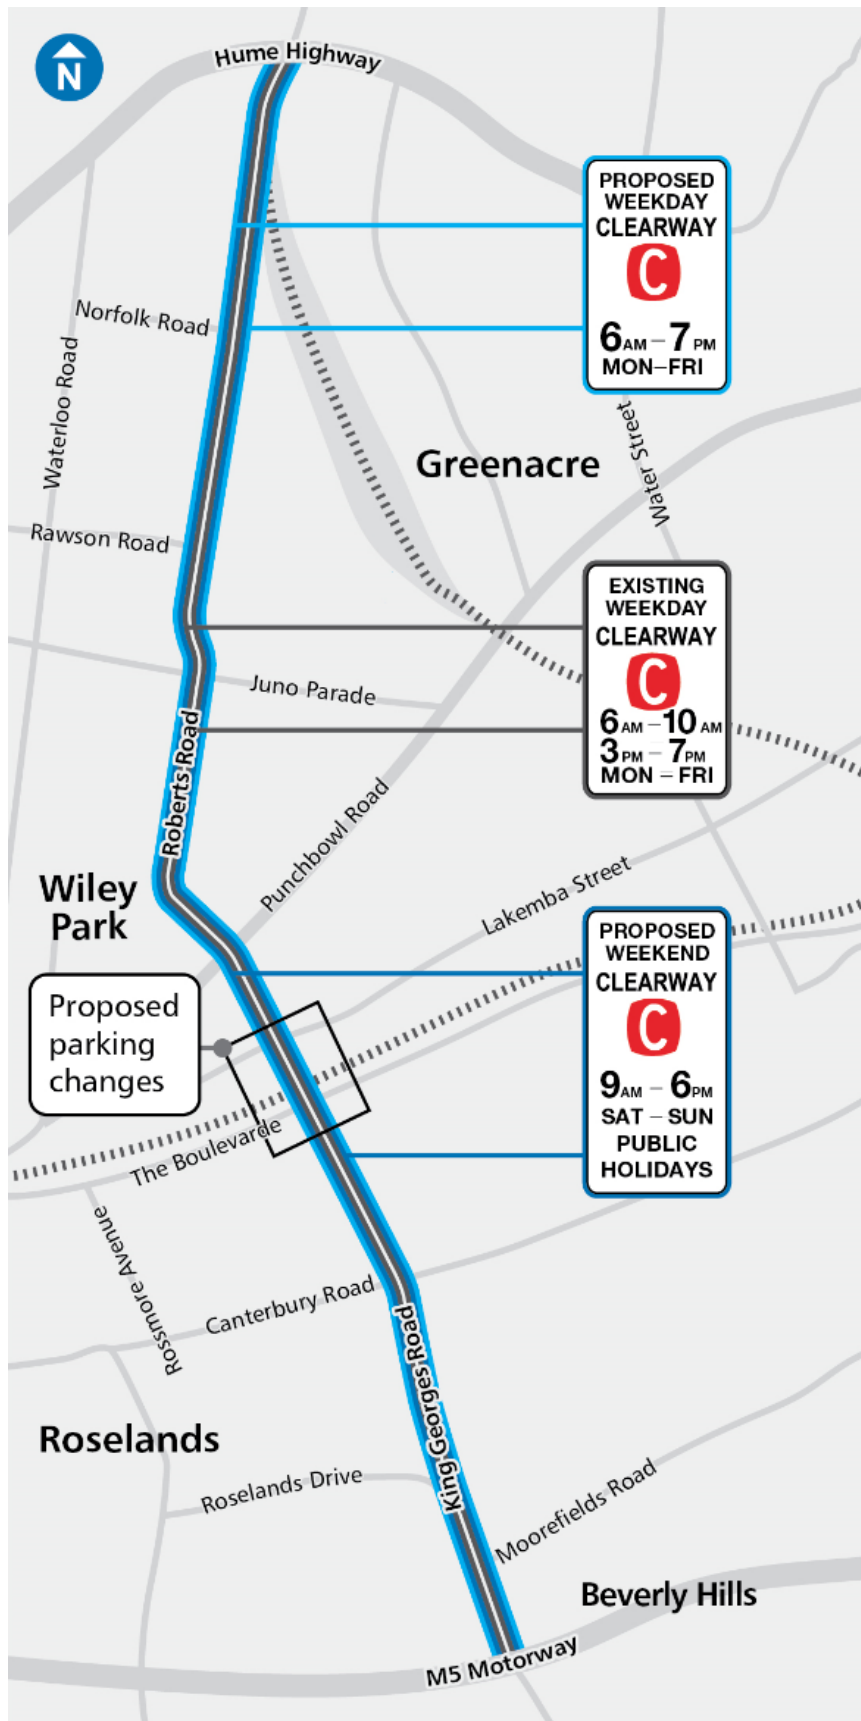 N
Hume Highway
PROPOSED
WEEKDAY
CLEARWAY
C
6AM – 7PM
MON–FRI
Norfolk Road
Waterloo Road
Water Street
Greenacre
Rawson Road
EXISTING
WEEKDAY
CLEARWAY
C
6AM – 10AM
3PM – 7PM
MON – FRI
Juno Parade
Roberts Road
Punchbowl Road
Wiley
Park
Lakemba Street
PROPOSED
WEEKEND
CLEARWAY
C
9AM – 6PM
SAT – SUN
PUBLIC
HOLIDAYS
Proposed
parking
changes
The Boulevarde
Rossmore Avenue
Canterbury Road
King Georges Road
Roselands
Roselands Drive
Moorefields Road
Beverly Hills
M5 Motorway